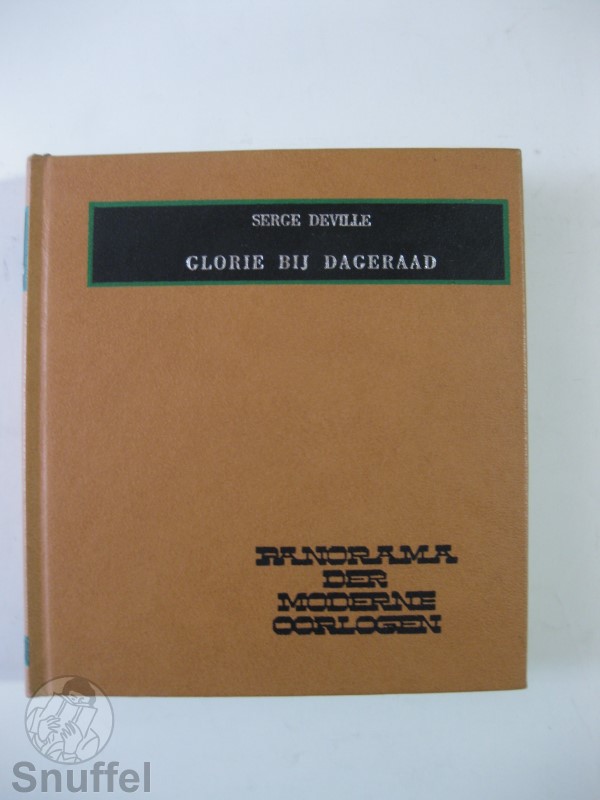 SERGE DEVILLE
GLORIE BIJ DAGERAAD
PANORAMA
DER
MODERNE
OORLOGEN
Snuffel